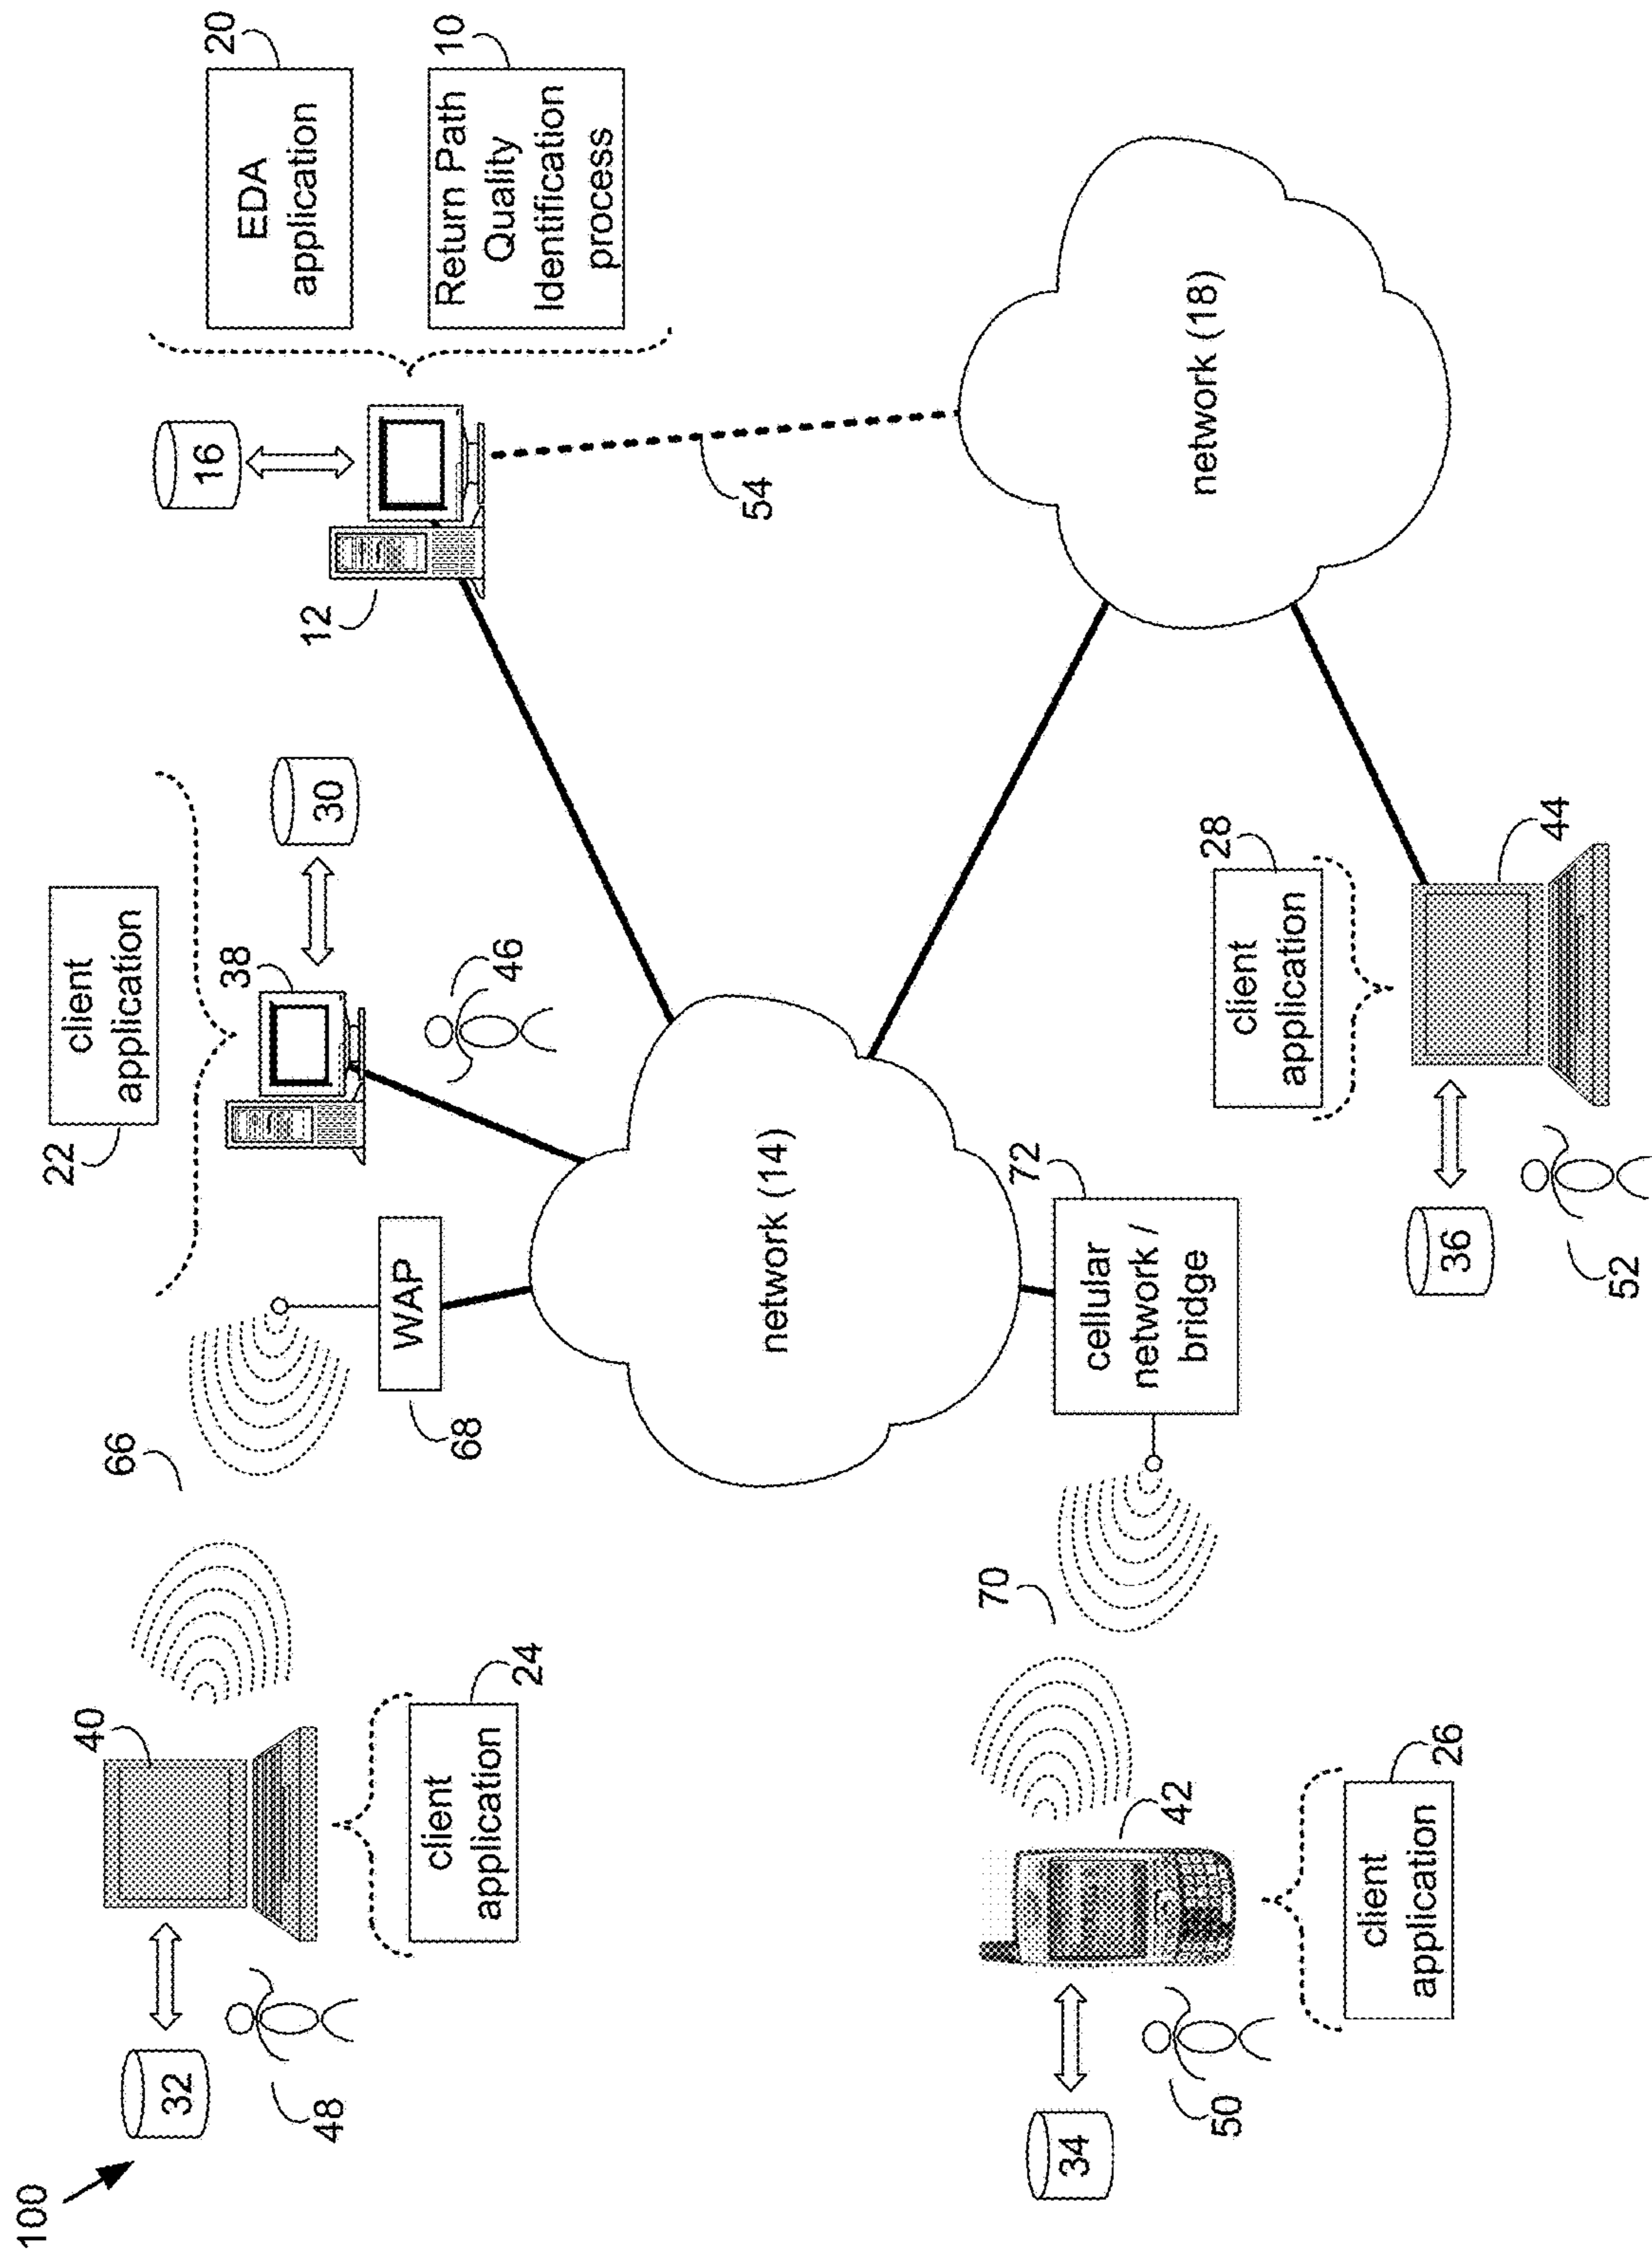 100
32
48
40
client
application
24
66
WAP
68
22
client
application
38
30
46
16
12
EDA
application
20
Return Path
Quality
Identification
process
10
54
network (14)
network (18)
34
50
42
client
application
26
70
72
cellular
network /
bridge
client
application
28
36
52
44